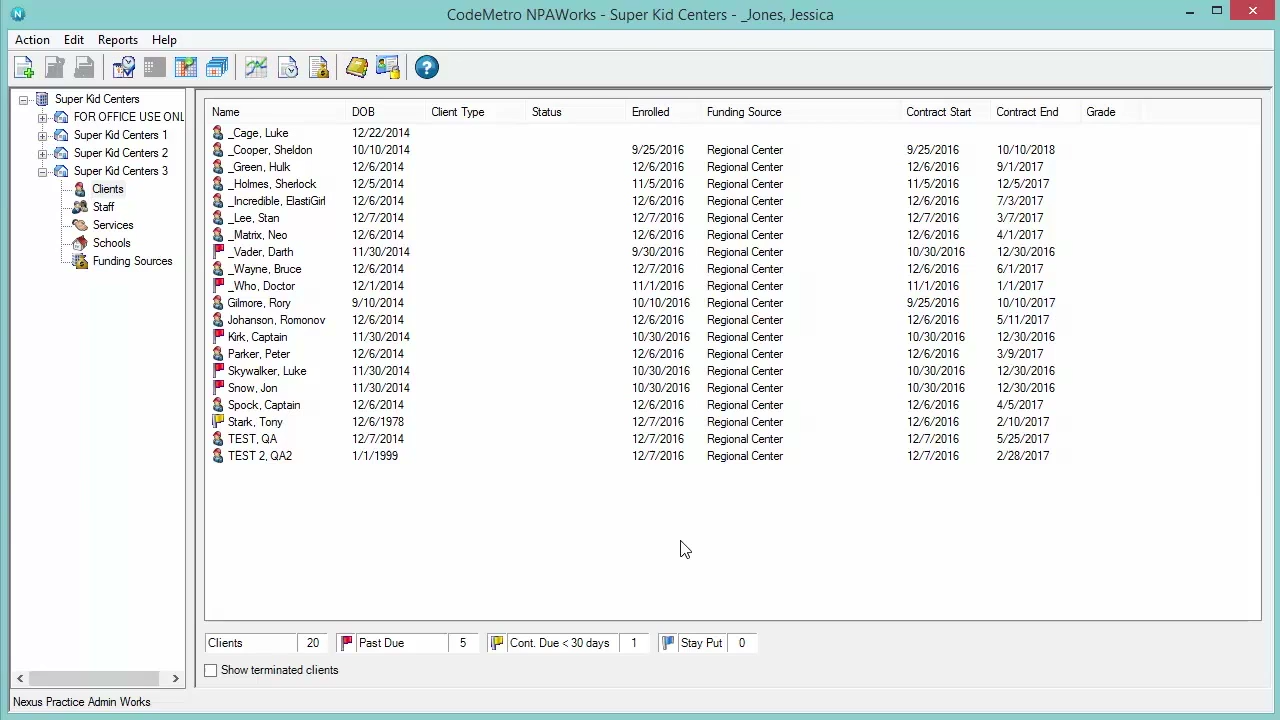 CodeMetro NPAWorks - Super Kid Centers - _Jones, Jessica
Action Edit Reports Help
Super Kid Centers
FOR OFFICE USE ONL
Super Kid Centers 1
Super Kid Centers 2
Super Kid Centers 3
Clients
Staff
Services
Schools
Funding Sources
Name DOB Client Type Status Enrolled Funding Source Contract Start Contract End Grade
_Cage, Luke 12/22/2014
_Cooper, Sheldon 10/10/2014 9/25/2016 Regional Center 9/25/2016 10/10/2018
_Green, Hulk 12/6/2014 12/6/2016 Regional Center 12/6/2016 9/1/2017
_Holmes, Sherlock 12/5/2014 11/5/2016 Regional Center 11/5/2016 12/5/2017
_Incredible, ElastiGirl 12/6/2014 12/6/2016 Regional Center 12/6/2016 7/3/2017
_Lee, Stan 12/7/2014 12/7/2016 Regional Center 12/7/2016 3/7/2017
_Matrix, Neo 12/6/2014 12/6/2016 Regional Center 12/6/2016 4/1/2017
_Vader, Darth 11/30/2014 9/30/2016 Regional Center 10/30/2016 12/30/2016
_Wayne, Bruce 12/6/2014 12/7/2016 Regional Center 12/6/2016 6/1/2017
_Who, Doctor 12/1/2014 11/1/2016 Regional Center 11/1/2016 1/1/2017
Gilmore, Rory 9/10/2014 10/10/2016 Regional Center 9/25/2016 10/10/2017
Johanson, Romonov 12/6/2014 12/6/2016 Regional Center 12/6/2016 5/11/2017
Kirk, Captain 11/30/2014 10/30/2016 Regional Center 10/30/2016 12/30/2016
Parker, Peter 12/6/2014 12/6/2016 Regional Center 12/6/2016 3/9/2017
Skywalker, Luke 11/30/2014 10/30/2016 Regional Center 10/30/2016 12/30/2016
Snow, Jon 11/30/2014 10/30/2016 Regional Center 10/30/2016 12/30/2016
Spock, Captain 12/6/2014 12/6/2016 Regional Center 12/6/2016 4/5/2017
Stark, Tony 12/6/1978 12/7/2016 Regional Center 12/6/2016 2/10/2017
TEST, QA 12/7/2014 12/7/2016 Regional Center 12/7/2016 5/25/2017
TEST 2, QA2 1/1/1999 12/7/2016 Regional Center 12/7/2016 2/28/2017
Clients 20 Past Due 5 Cont. Due < 30 days 1 Stay Put 0
Show terminated clients
Nexus Practice Admin Works